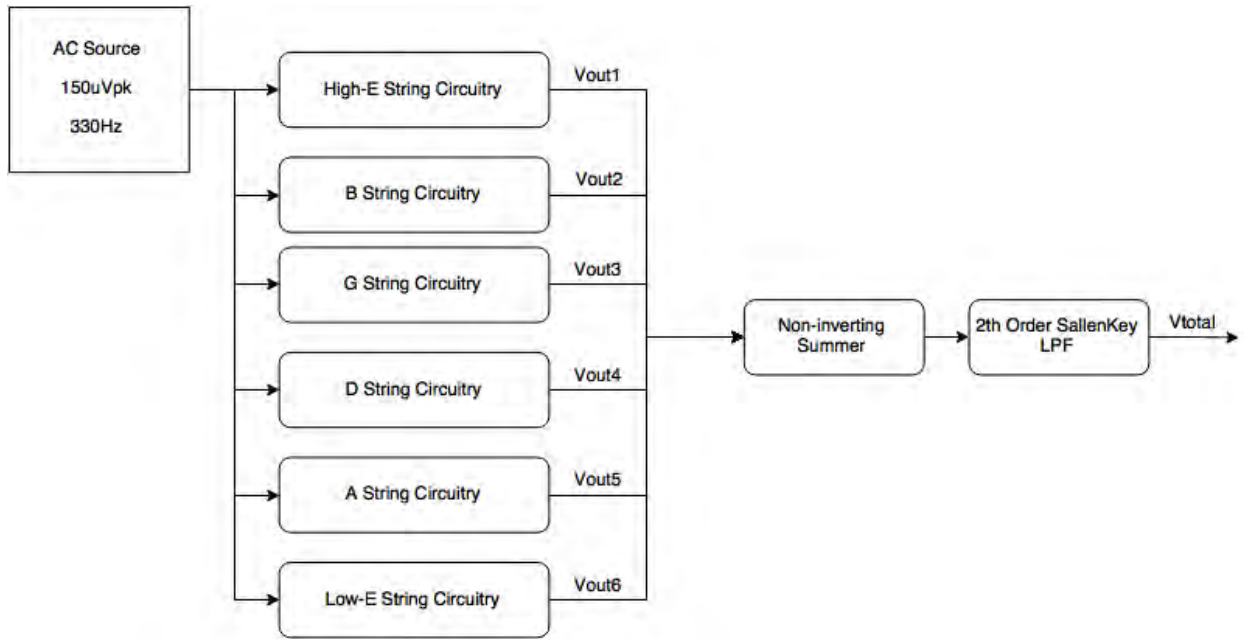 AC Source
150uVpk
330Hz
High-E String Circuitry
Vout1
B String Circuitry
Vout2
G String Circuitry
Vout3
D String Circuitry
Vout4
A String Circuitry
Vout5
Low-E String Circuitry
Vout6
Non-inverting
Summer
2th Order SallenKey
LPF
Vtotal